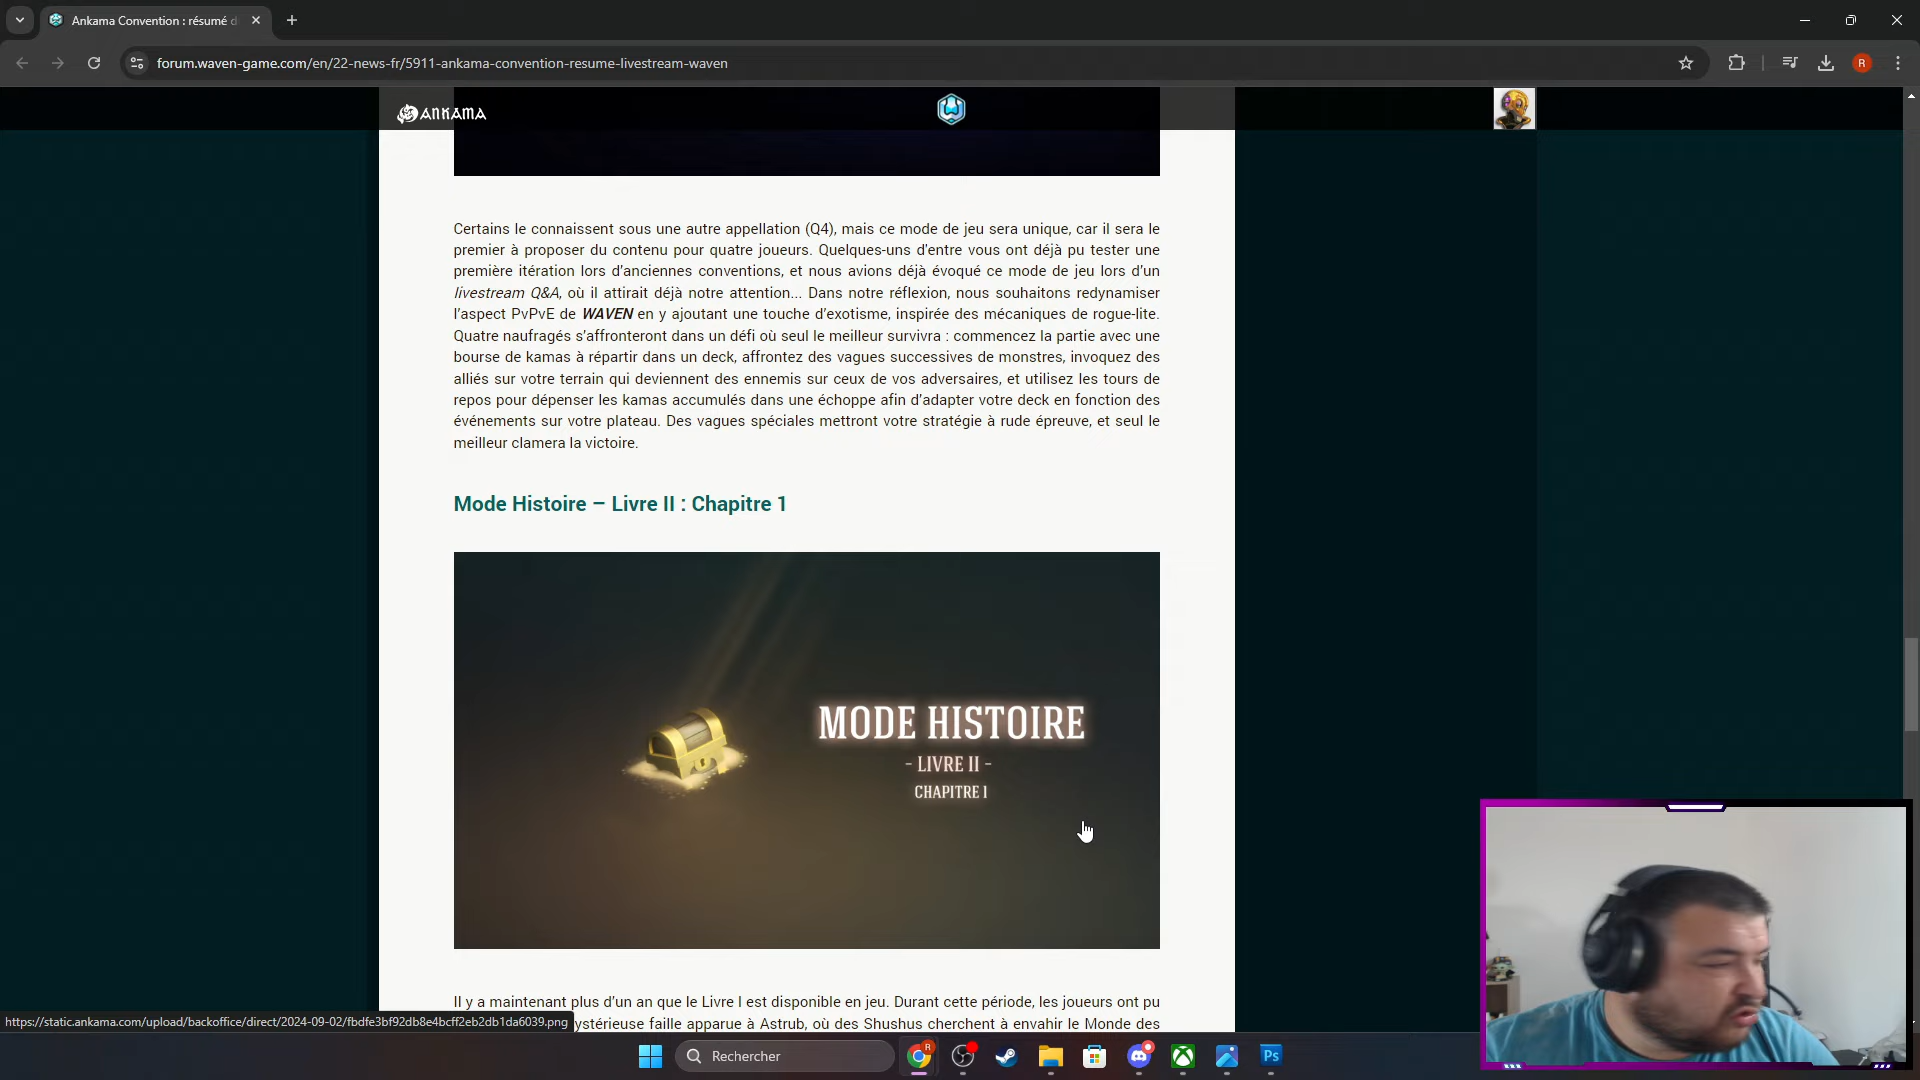 Ankama Convention : résumé d
forum.waven-game.com/en/22-news-fr/5911-ankama-convention-resume-livestream-waven
R
ANKAMA
Certains le connaissent sous une autre appellation (Q4), mais ce mode de jeu sera unique, car il sera le
premier à proposer du contenu pour quatre joueurs. Quelques-uns d'entre vous ont déjà pu tester une
première itération lors d'anciennes conventions, et nous avions déjà évoqué ce mode de jeu lors d'un
livestream Q&A, où il attirait déjà notre attention... Dans notre réflexion, nous souhaitons redynamiser
l'aspect PvPvE de WAVEN en y ajoutant une touche d'exotisme, inspirée des mécaniques de rogue-lite.
Quatre naufragés s'affronteront dans un défi où seul le meilleur survivra : commencez la partie avec une
bourse de kamas à répartir dans un deck, affrontez des vagues successives de monstres, invoquez des
alliés sur votre terrain qui deviennent des ennemis sur ceux de vos adversaires, et utilisez les tours de
repos pour dépenser les kamas accumulés dans une échoppe afin d'adapter votre deck en fonction des
événements sur votre plateau. Des vagues spéciales mettront votre stratégie à rude épreuve, et seul le
meilleur clamera la victoire.
Mode Histoire – Livre II : Chapitre 1
MODE HISTOIRE
- LIVRE II -
CHAPITRE 1
Il y a maintenant plus d'un an que le Livre I est disponible en jeu. Durant cette période, les joueurs ont pu
ystérieuse faille apparue à Astrub, où des Shushus cherchent à envahir le Monde des
https://static.ankama.com/upload/backoffice/direct/2024-09-02/fbdfe3bf92db8e4bcff2eb2db1da6039.png
Rechercher
R
Ps